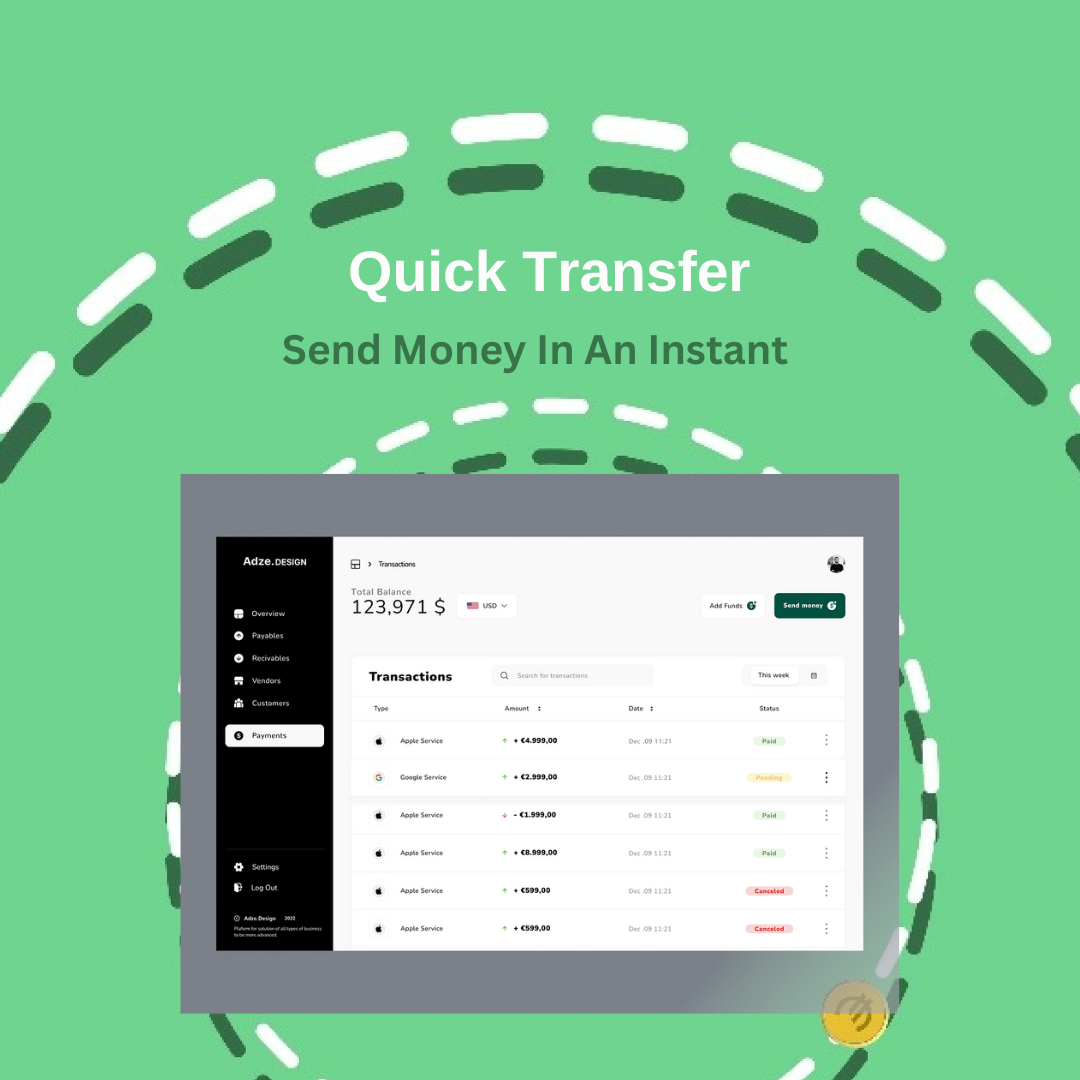 Quick Transfer
Send Money In An Instant
Adze.DESIGN
Overview
Payables
Recivables
Vendors
Customers
Payments
Settings
Log Out
Adze.Design 2022
Plaform for solution of all types of business
to be more advanced.
Transactions
Total Balance
123,971 $ USD
Add Funds
Send money
Transactions
Search for transactions
This week
Type Amount Date Status
Apple Service + €4.999,00 Dec .09 11:21 Paid
Google Service + €2.999,00 Dec .09 11:21 Pending
Apple Service - €1.999,00 Dec .09 11:21 Paid
Apple Service + €8.999,00 Dec .09 11:21 Paid
Apple Service + €599,00 Dec .09 11:21 Canceled
Apple Service + €599,00 Dec .09 11:21 Canceled